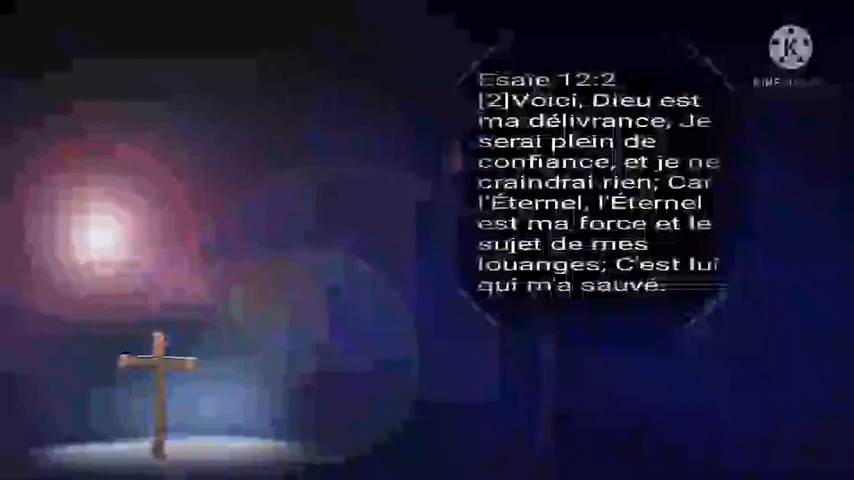 Esaïe 12:2
[2]Voici, Dieu est
ma délivrance, Je
serai plein de
confiance, et je ne
craindrai rien; Car
l'Éternel, l'Éternel
est ma force et le
sujet de mes
louanges; C'est lui
qui m'a sauvé.
K